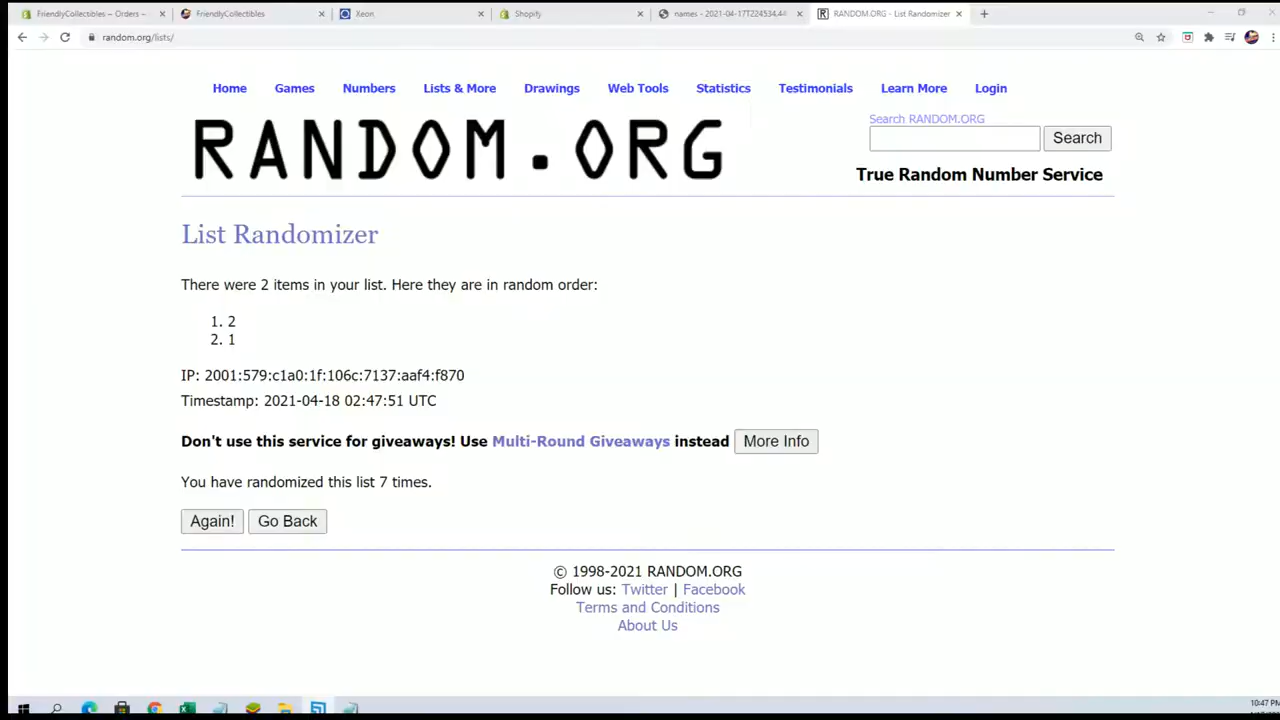 FriendlyCollectibles ~ Orders ~
FriendlyCollectibles
Xeon
Shopify
names - 2021-04-17T224534.44
RANDOM.ORG - List Randomizer
random.org/lists/
Home Games Numbers Lists & More Drawings Web Tools Statistics Testimonials Learn More Login
RANDOM.ORG
Search RANDOM.ORG
Search
True Random Number Service
List Randomizer
There were 2 items in your list. Here they are in random order:
1. 2
2. 1
IP: 2001:579:c1a0:1f:106c:7137:aaf4:f870
Timestamp: 2021-04-18 02:47:51 UTC
Don't use this service for giveaways! Use Multi-Round Giveaways instead More Info
You have randomized this list 7 times.
Again! Go Back
© 1998-2021 RANDOM.ORG
Follow us: Twitter | Facebook
Terms and Conditions
About Us
10:47 PM